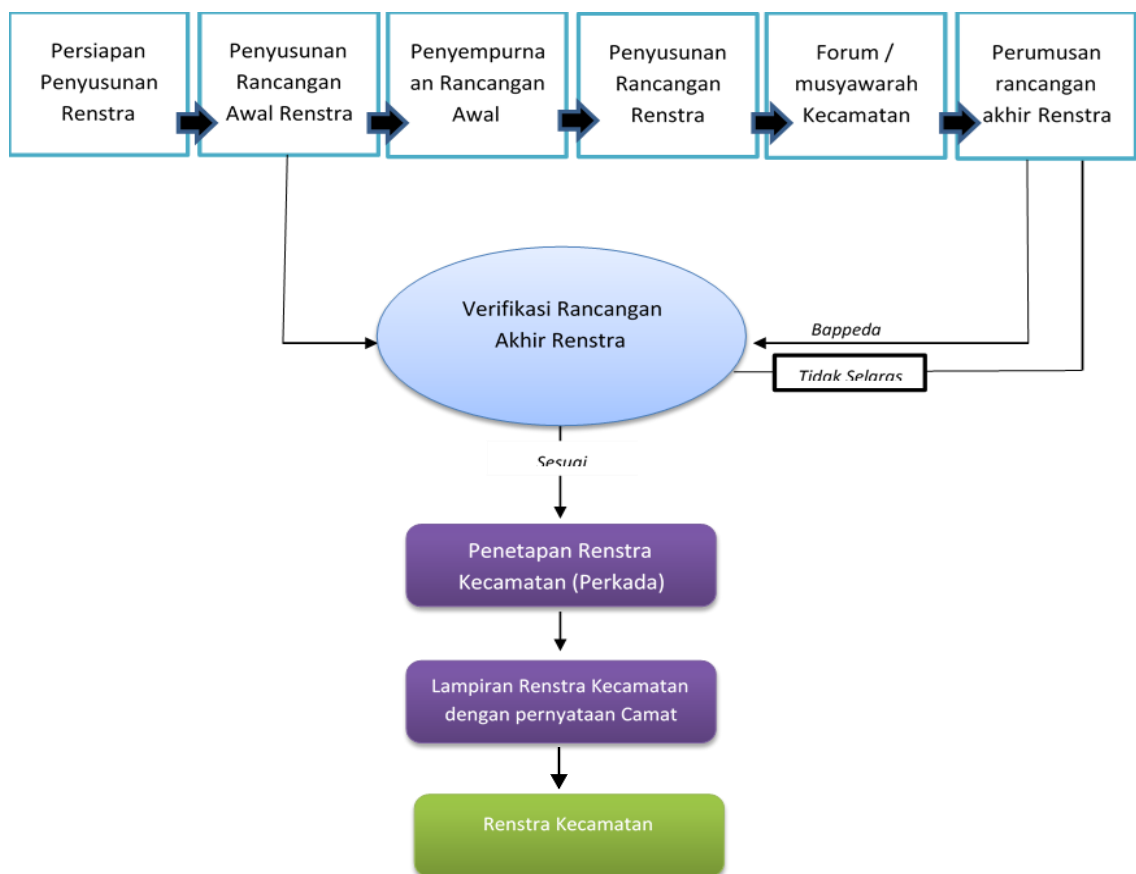 Persiapan
Penyusunan
Renstra
Penyusunan
Rancangan
Awal Renstra
Penyempurna
an Rancangan
Awal
Penyusunan
Rancangan
Renstra
Forum /
musyawarah
Kecamatan
Perumusan
rancangan
akhir Renstra
Verifikasi Rancangan
Akhir Renstra
Bappeda
Tidak Selaras
Sesuai
Penetapan Renstra
Kecamatan (Perkada)
Lampiran Renstra Kecamatan
dengan pernyataan Camat
Renstra Kecamatan